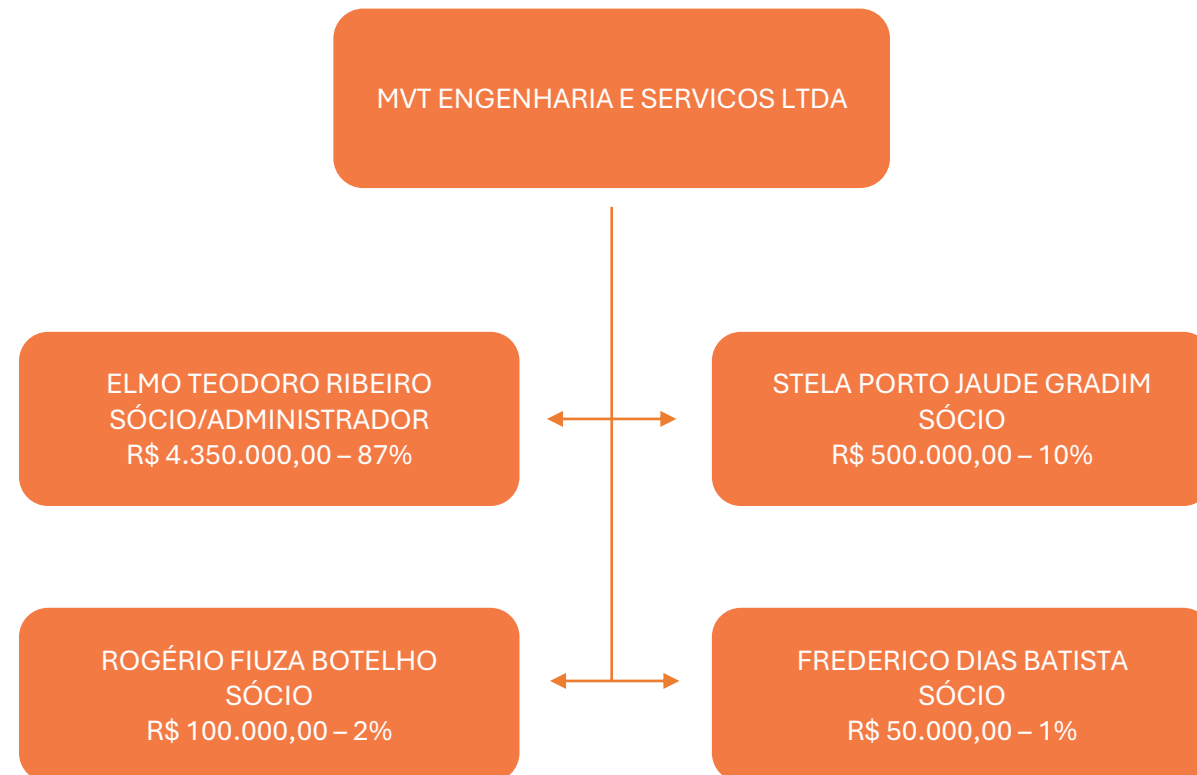 MVT ENGENHARIA E SERVICOS LTDA
ELMO TEODORO RIBEIRO
SÓCIO/ADMINISTRADOR
R$ 4.350.000,00 – 87%
STELA PORTO JAUDE GRADIM
SÓCIO
R$ 500.000,00 – 10%
ROGÉRIO FIUZA BOTELHO
SÓCIO
R$ 100.000,00 – 2%
FREDERICO DIAS BATISTA
SÓCIO
R$ 50.000,00 – 1%